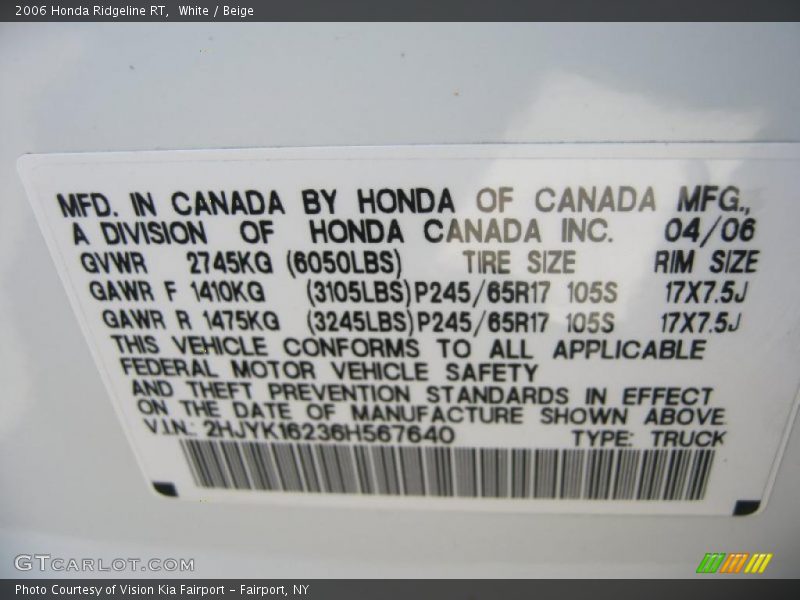 2006 Honda Ridgeline RT,  White / Beige
MFD. IN CANADA BY HONDA OF CANADA MFG.,
A DIVISION OF HONDA CANADA INC. 04/06
GVWR 2745KG (6050LBS) TIRE SIZE RIM SIZE
GAWR F 1410KG (3105LBS) P245/65R17 105S 17X7.5J
GAWR R 1475KG (3245LBS) P245/65R17 105S 17X7.5J
THIS VEHICLE CONFORMS TO ALL APPLICABLE
FEDERAL MOTOR VEHICLE SAFETY
AND THEFT PREVENTION STANDARDS IN EFFECT
ON THE DATE OF MANUFACTURE SHOWN ABOVE.
V.I.N.: 2HJYK16236H567640 TYPE: TRUCK
GTCARLOT.COM
Photo Courtesy of Vision Kia Fairport – Fairport, NY